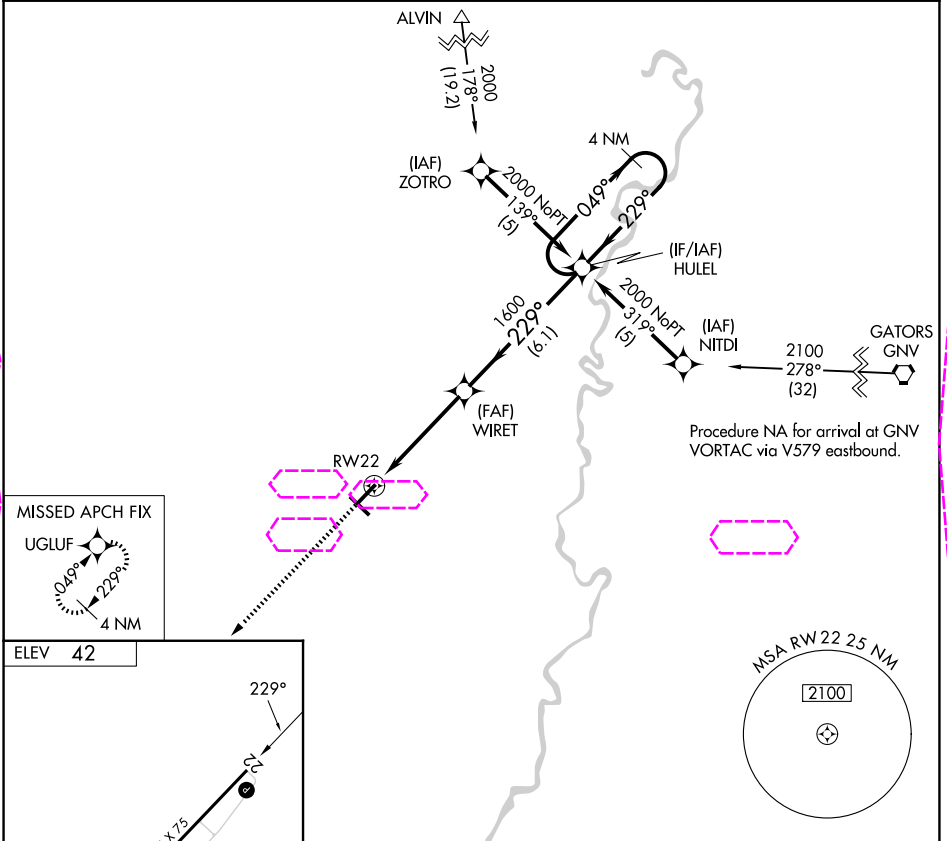 ALVIN
2000
178°
(19.2)
4 NM
(IAF)
ZOTRO
2000 NoPT
139°
(5)
049°
229°
(IF/IAF)
HULEL
2000 NoPT
319°
(5)
(IAF)
NITDI
GATORS
GNV
2100
278°
(32)
1600
229°
(6.1)
(FAF)
WIRET
Procedure NA for arrival at GNV
VORTAC via V579 eastbound.
RW22
MISSED APCH FIX
UGLUF
049°
229°
4 NM
ELEV 42
229°
22
P
X 75
MSA RW 22 25 NM
2100